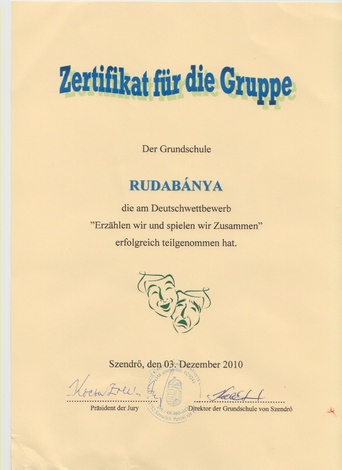 Zertifikat für die Gruppe
Der Grundschule
RUDABÁNYA
die am Deutschwettbewerb
"Erzählen wir und spielen wir Zusammen"
erfolgreich teilgenommen hat.
Szendrő, den 03. Dezember 2010
Präsident der Jury
Direktor der Grundschule von Szendrő